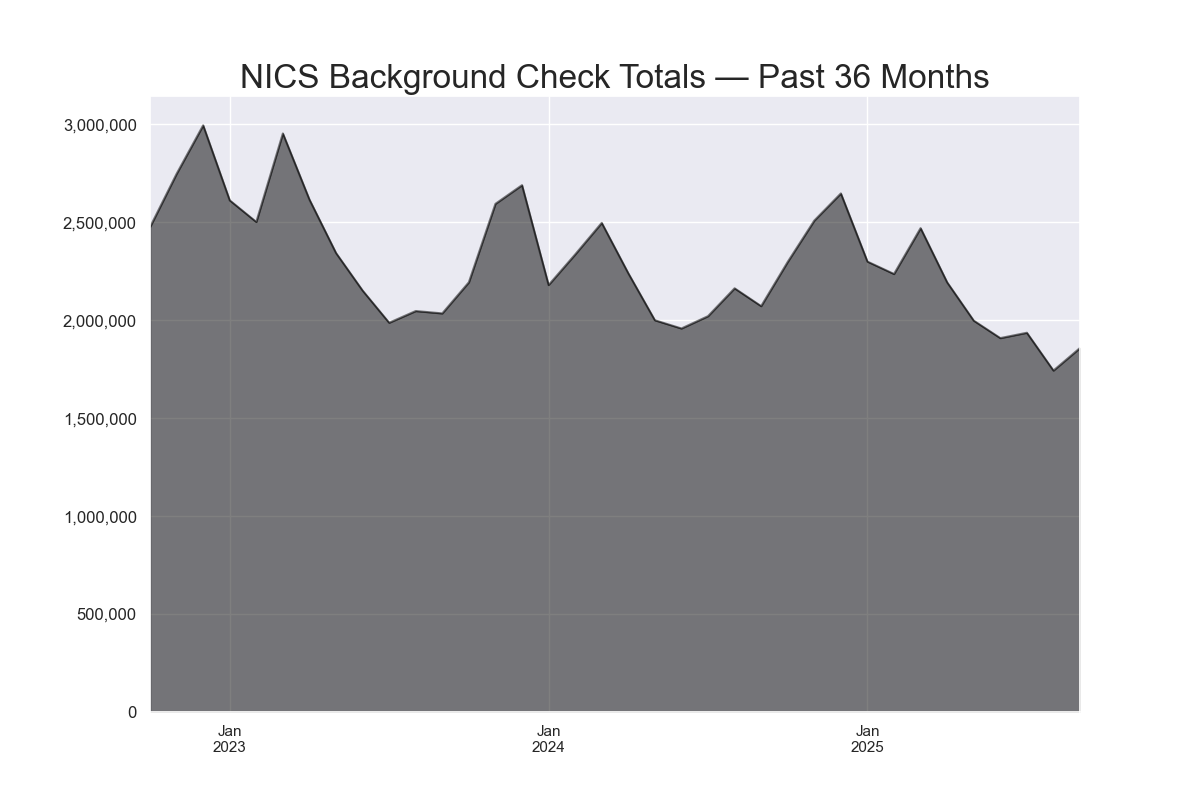 NICS Background Check Totals — Past 36 Months
3,000,000
2,500,000
2,000,000
1,500,000
1,000,000
500,000
0
Jan
2023
Jan
2024
Jan
2025